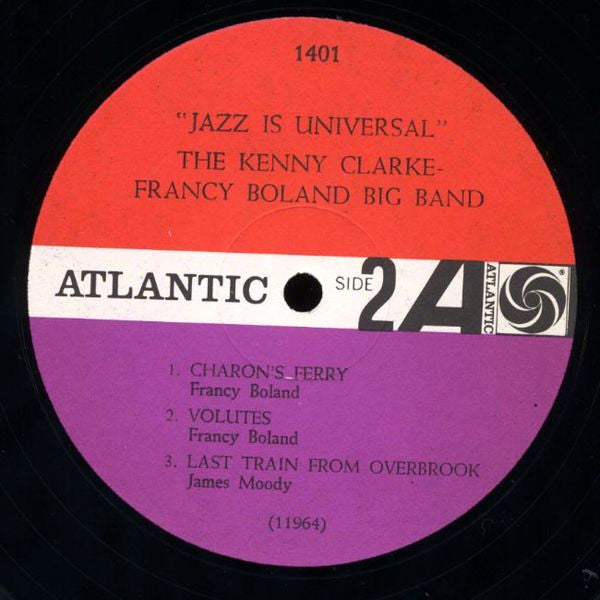 1401
"JAZZ IS UNIVERSAL"
THE KENNY CLARKE-
FRANCY BOLAND BIG BAND
ATLANTIC SIDE 2 A ATLANTIC ®
1. CHARON'S FERRY
Francy Boland
2. VOLUTES
Francy Boland
3. LAST TRAIN FROM OVERBROOK
James Moody
(11964)